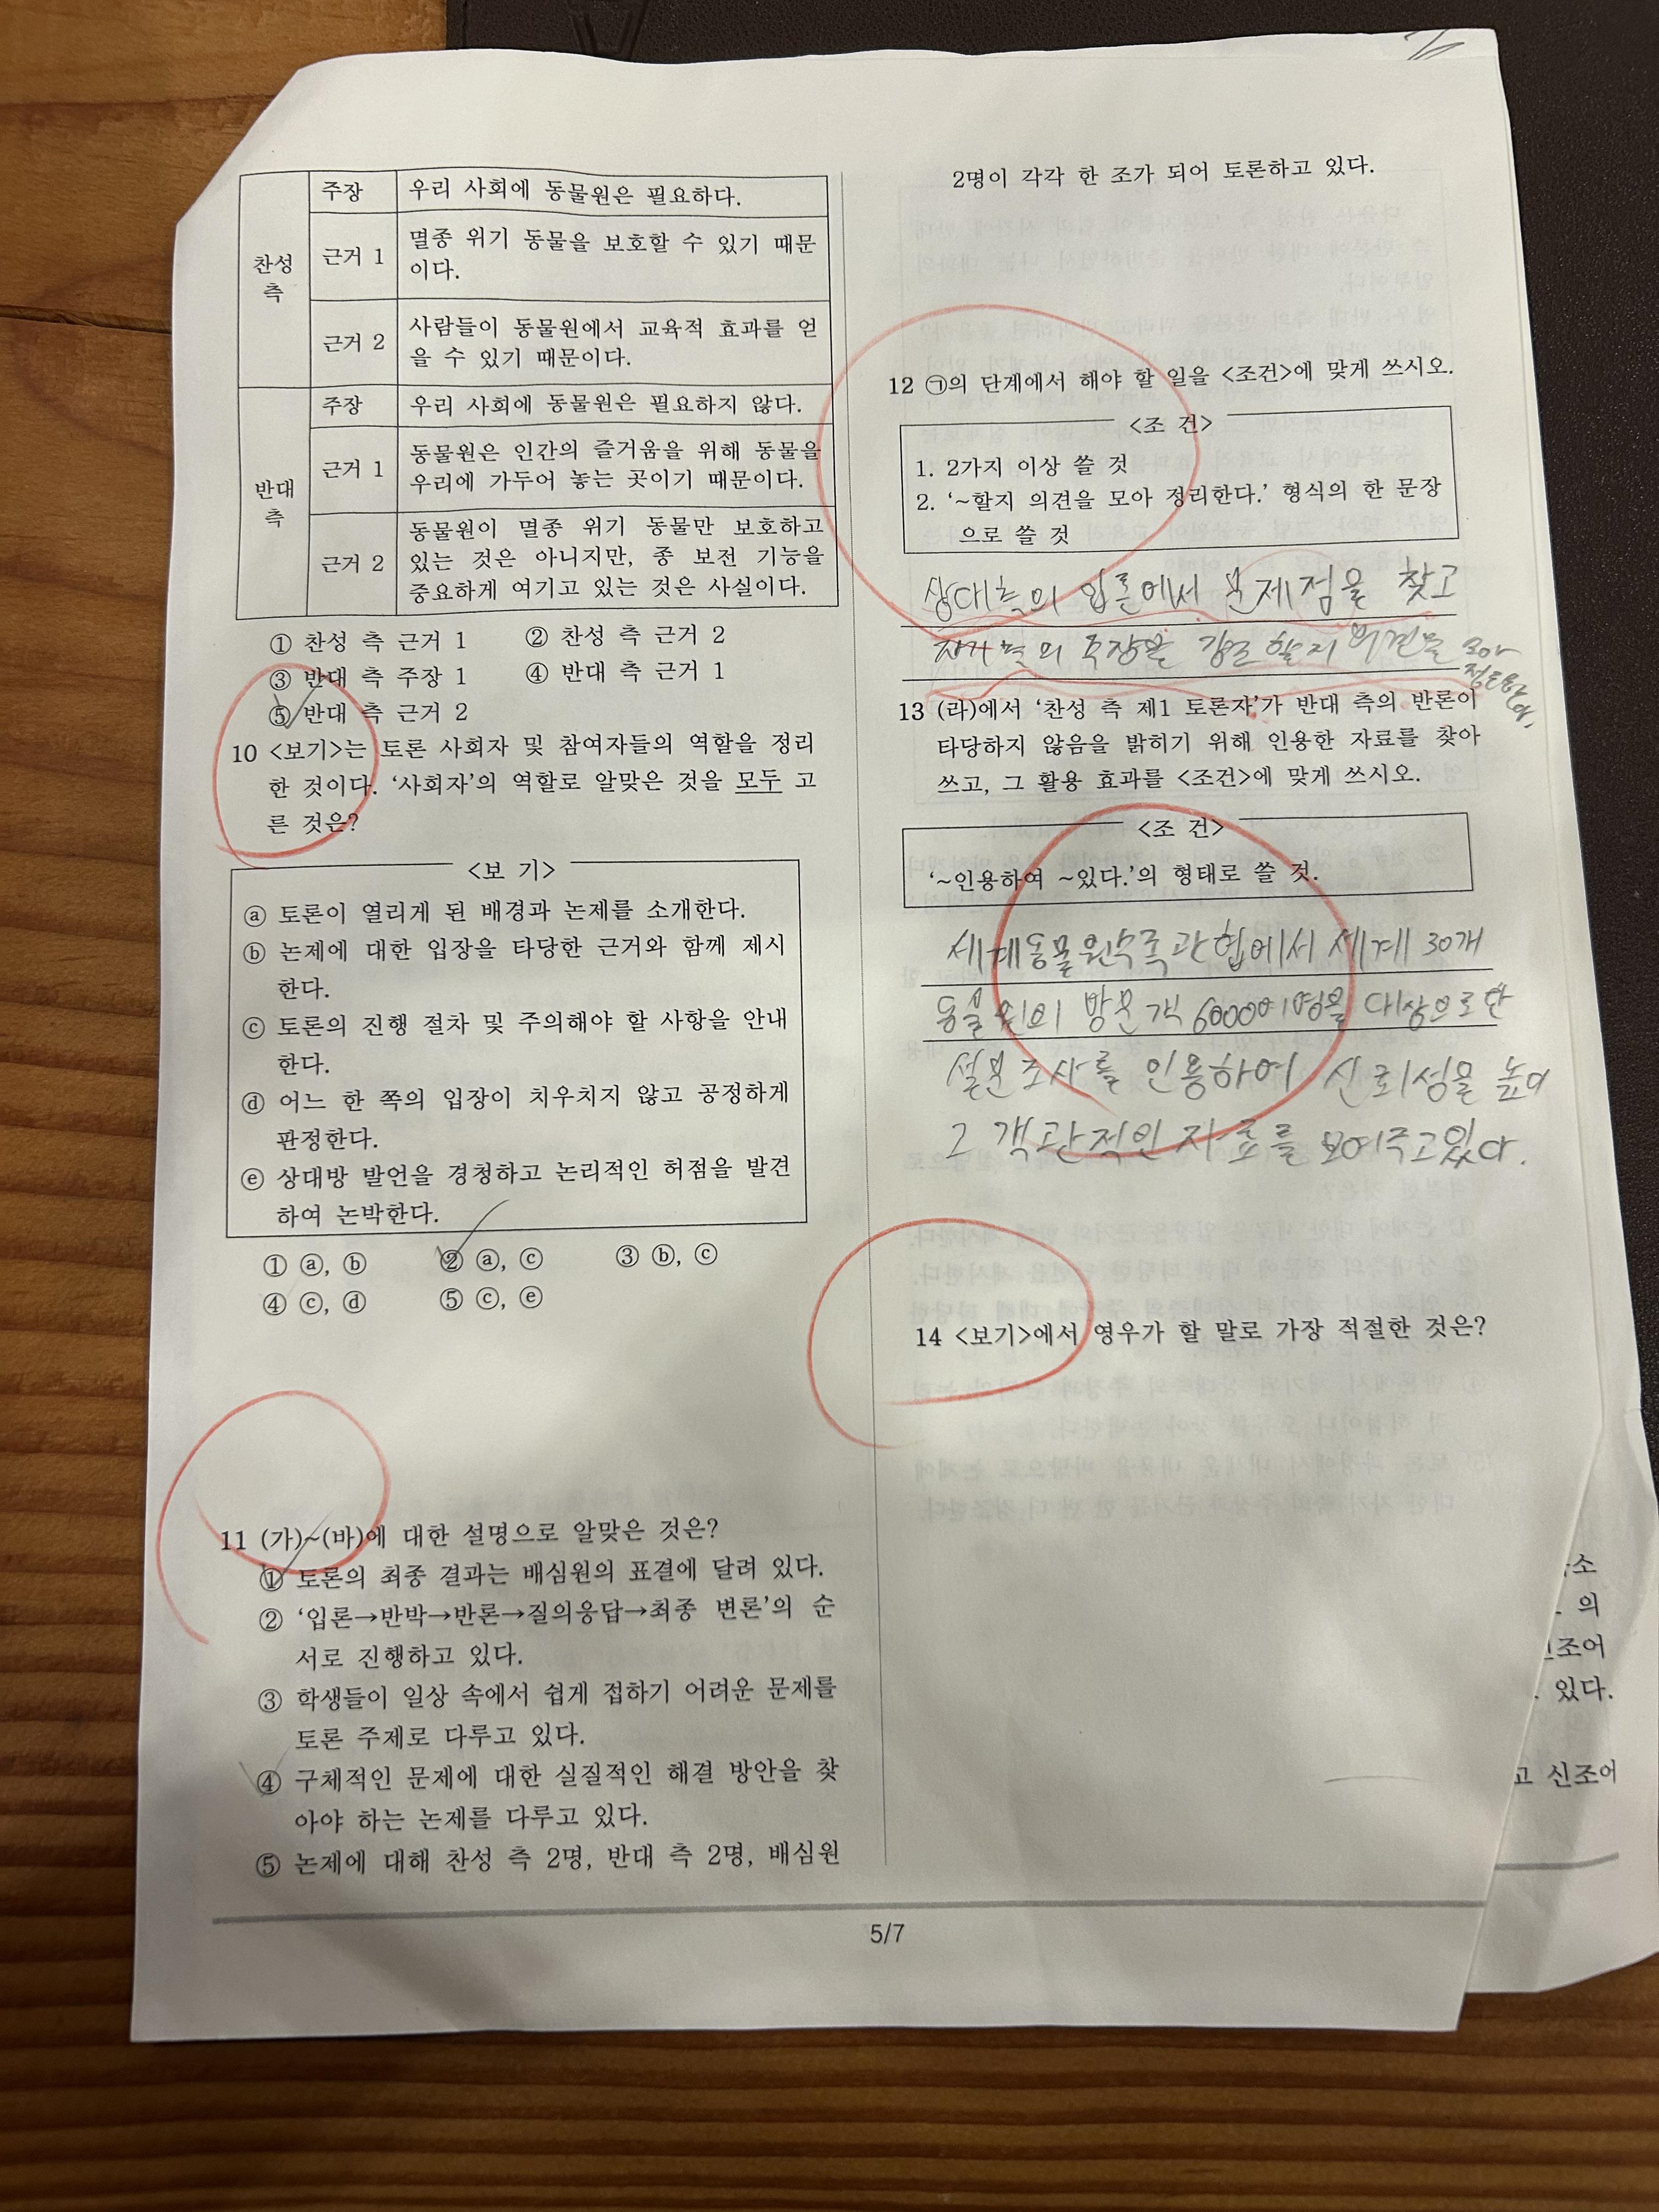 주장 우리 사회에 동물원은 필요하다.
찬성 측
근거 1 멸종 위기 동물을 보호할 수 있기 때문
이다.
근거 2 사람들이 동물원에서 교육적 효과를 얻
을 수 있기 때문이다.
주장 우리 사회에 동물원은 필요하지 않다.
반대 측
근거 1 동물원은 인간의 즐거움을 위해 동물을
우리에 가두어 놓는 곳이기 때문이다.
근거 2 동물원이 멸종 위기 동물만 보호하고
있는 것은 아니지만, 종 보전 기능을
중요하게 여기고 있는 것은 사실이다.
① 찬성 측 근거 1 ② 찬성 측 근거 2
③ 반대 측 주장 1 ④ 반대 측 근거 1
⑤ 반대 측 근거 2
10 <보기>는 토론 사회자 및 참여자들의 역할을 정리
한 것이다. ‘사회자’의 역할로 알맞은 것을 모두 고
른 것은?
<보 기>
ⓐ 토론이 열리게 된 배경과 논제를 소개한다.
ⓑ 논제에 대한 입장을 타당한 근거와 함께 제시
한다.
ⓒ 토론의 진행 절차 및 주의해야 할 사항을 안내
한다.
ⓓ 어느 한 쪽의 입장이 치우치지 않고 공정하게
판정한다.
ⓔ 상대방 발언을 경청하고 논리적인 허점을 발견
하여 논박한다.
① ⓐ, ⓑ ② ⓐ, ⓒ ③ ⓑ, ⓒ
④ ⓒ, ⓓ ⑤ ⓒ, ⓔ
11 (가)~(바)에 대한 설명으로 알맞은 것은?
① 토론의 최종 결과는 배심원의 표결에 달려 있다.
② ‘입론→반박→반론→질의응답→최종 변론’의 순
서로 진행하고 있다.
③ 학생들이 일상 속에서 쉽게 접하기 어려운 문제를
토론 주제로 다루고 있다.
④ 구체적인 문제에 대한 실질적인 해결 방안을 찾
아야 하는 논제를 다루고 있다.
⑤ 논제에 대해 찬성 측 2명, 반대 측 2명, 배심원
2명이 각각 한 조가 되어 토론하고 있다.
12 ㉠의 단계에서 해야 할 일을 <조건>에 맞게 쓰시오.
<조 건>
1. 2가지 이상 쓸 것
2. ‘~할지 의견을 모아 정리한다.’ 형식의 한 문장
으로 쓸 것
상대측의 입론에서 문제점을 찾고
자기 측의 주장을 강조할지 의견을 모아
정리한다.
13 (라)에서 ‘찬성 측 제1 토론자’가 반대 측의 반론이
타당하지 않음을 밝히기 위해 인용한 자료를 찾아
쓰고, 그 활용 효과를 <조건>에 맞게 쓰시오.
<조 건>
‘~인용하여 ~있다.’의 형태로 쓸 것.
세계동물원수족관협에서 세계 30개
동물원의 방문객 6000여명을 대상으로한
설문조사를 인용하여 신뢰성을 높이
고 객관적인 자료를 보여주고있다.
14 <보기>에서 영우가 할 말로 가장 적절한 것은?
의
신조어
있다.
고 신조어
5/7